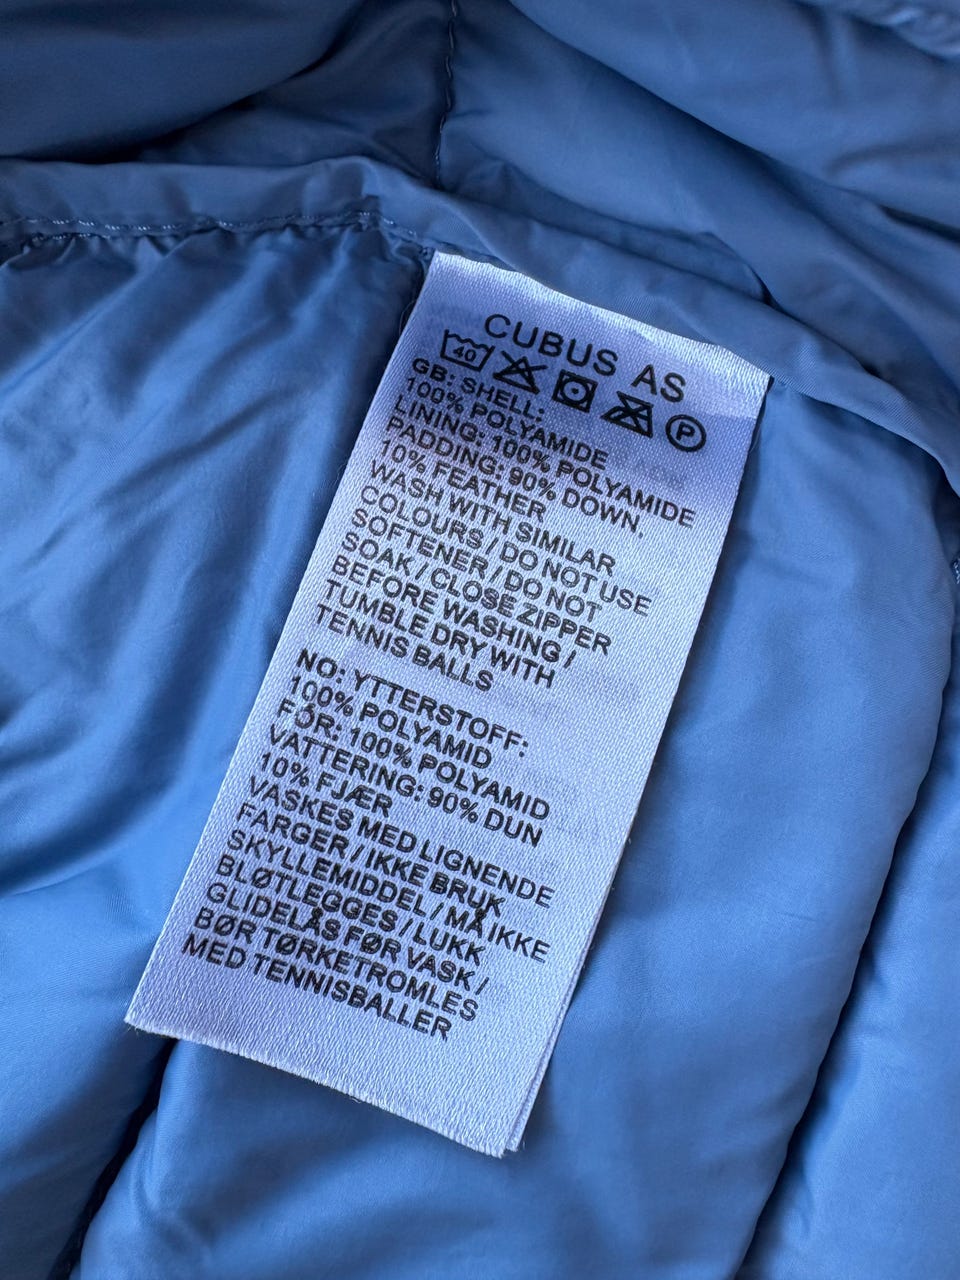 CUBUS AS
40 P
GB: SHELL:
100% POLYAMIDE
LINING: 100% POLYAMIDE
PADDING: 90% DOWN,
10% FEATHER
WASH WITH SIMILAR
COLOURS / DO NOT USE
SOFTENER / DO NOT
SOAK / CLOSE ZIPPER
BEFORE WASHING /
TUMBLE DRY WITH
TENNIS BALLS
NO: YTTERSTOFF:
100% POLYAMID
FÓR: 100% POLYAMID
VATTERING: 90% DUN
10% FJÆR
VASKES MED LIGNENDE
FARGER / IKKE BRUK
SKYLLEMIDDEL / MÅ IKKE
BLØTLEGGES / LUKK
GLIDELÅS FØR VASK /
BØR TØRKETROMLES
MED TENNISBALLER